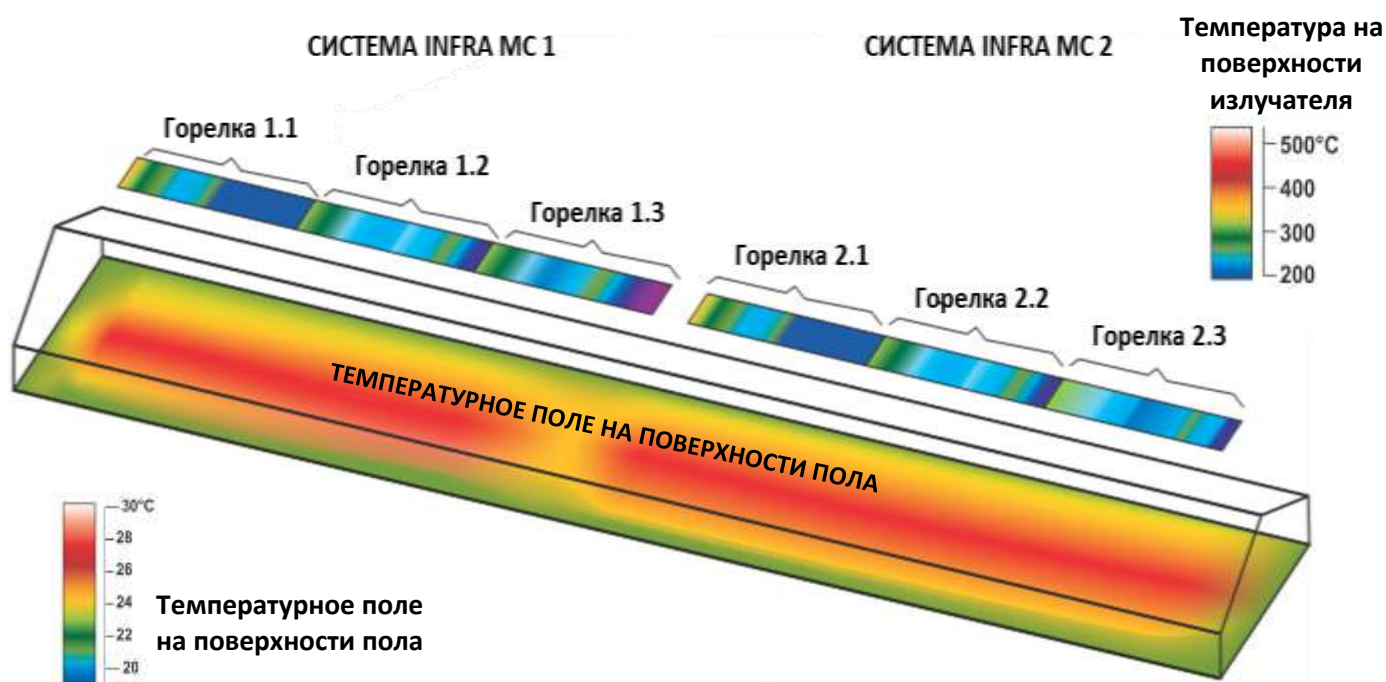 СИСТЕМА INFRA MC 1
СИСТЕМА INFRA MC 2
Температура на
поверхности
излучателя
500°C
400
300
200
Горелка 1.1
Горелка 1.2
Горелка 1.3
Горелка 2.1
Горелка 2.2
Горелка 2.3
ТЕМПЕРАТУРНОЕ ПОЛЕ НА ПОВЕРХНОСТИ ПОЛА
30°C
28
26
24
22
20
Температурное поле
на поверхности пола